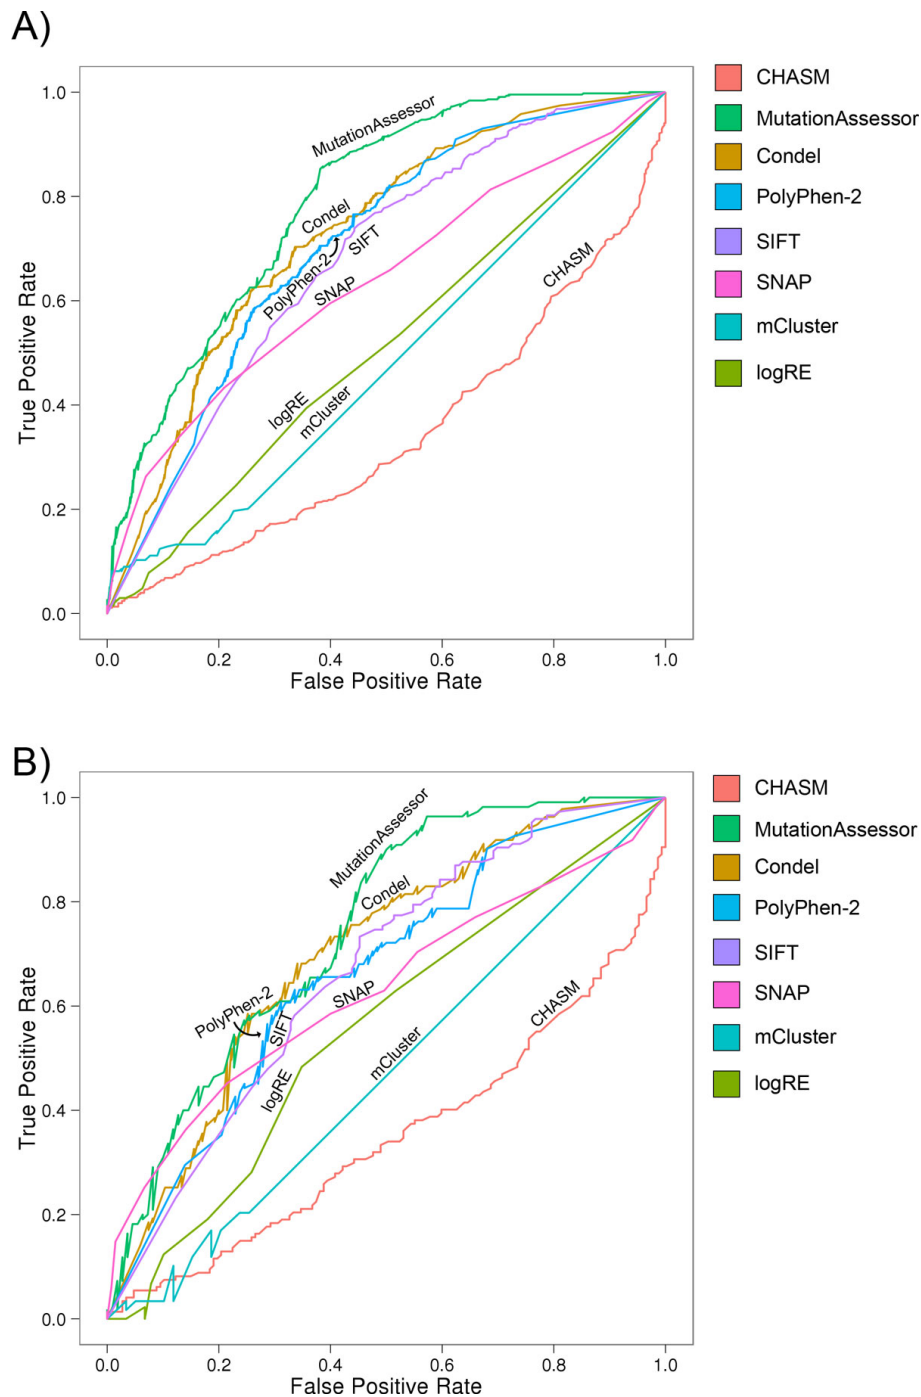 A)
MutationAssessor
Condel
PolyPhen-2
SIFT
SNAP
logRE
mCluster
CHASM
1.0
0.8
0.6
0.4
0.2
0.0
True Positive Rate
0.0 0.2 0.4 0.6 0.8 1.0
False Positive Rate
CHASM
MutationAssessor
Condel
PolyPhen-2
SIFT
SNAP
mCluster
logRE
B)
MutationAssessor
Condel
PolyPhen-2
SIFT
SNAP
logRE
mCluster
CHASM
1.0
0.8
0.6
0.4
0.2
0.0
True Positive Rate
0.0 0.2 0.4 0.6 0.8 1.0
False Positive Rate
CHASM
MutationAssessor
Condel
PolyPhen-2
SIFT
SNAP
mCluster
logRE